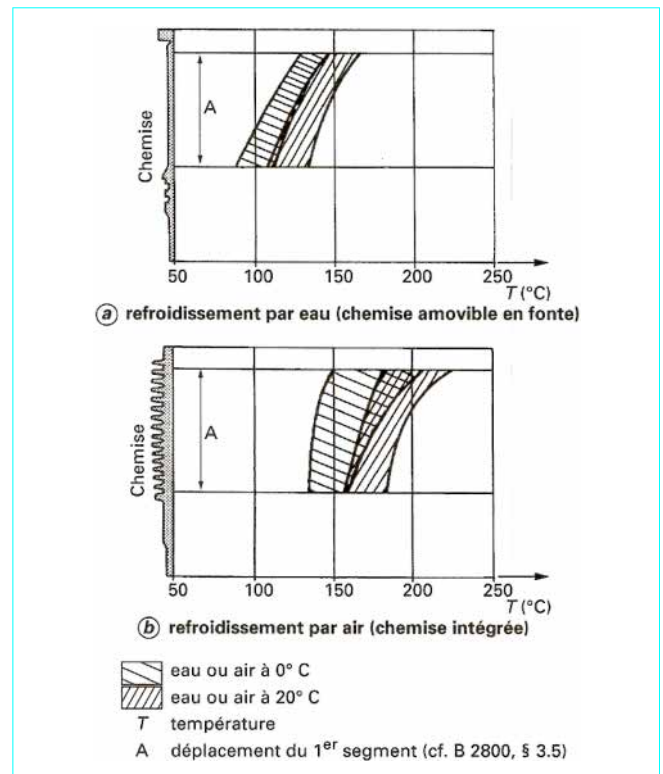 Chemise
A
50 100 150 200 250
T (°C)
ⓐ refroidissement par eau (chemise amovible en fonte)
Chemise
A
50 100 150 200 250
T (°C)
ⓑ refroidissement par air (chemise intégrée)
eau ou air à 0° C
eau ou air à 20° C
T température
A déplacement du 1er segment (cf. B 2800, § 3.5)